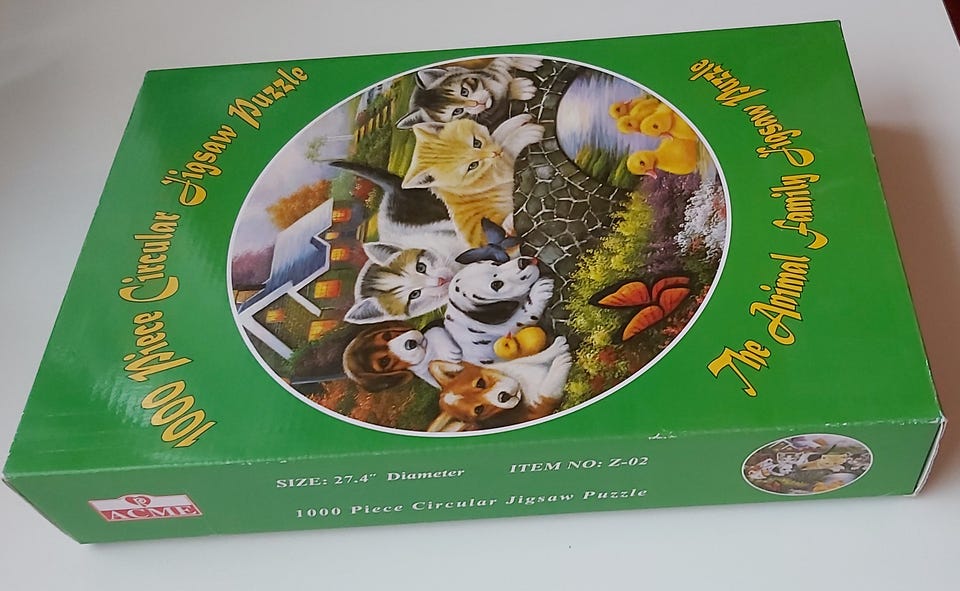 1000 Piece Circular Jigsaw Puzzle
The Animal Family Jigsaw Puzzle
SIZE: 27.4" Diameter
ITEM NO: Z-02
1000 Piece Circular Jigsaw Puzzle
ACME